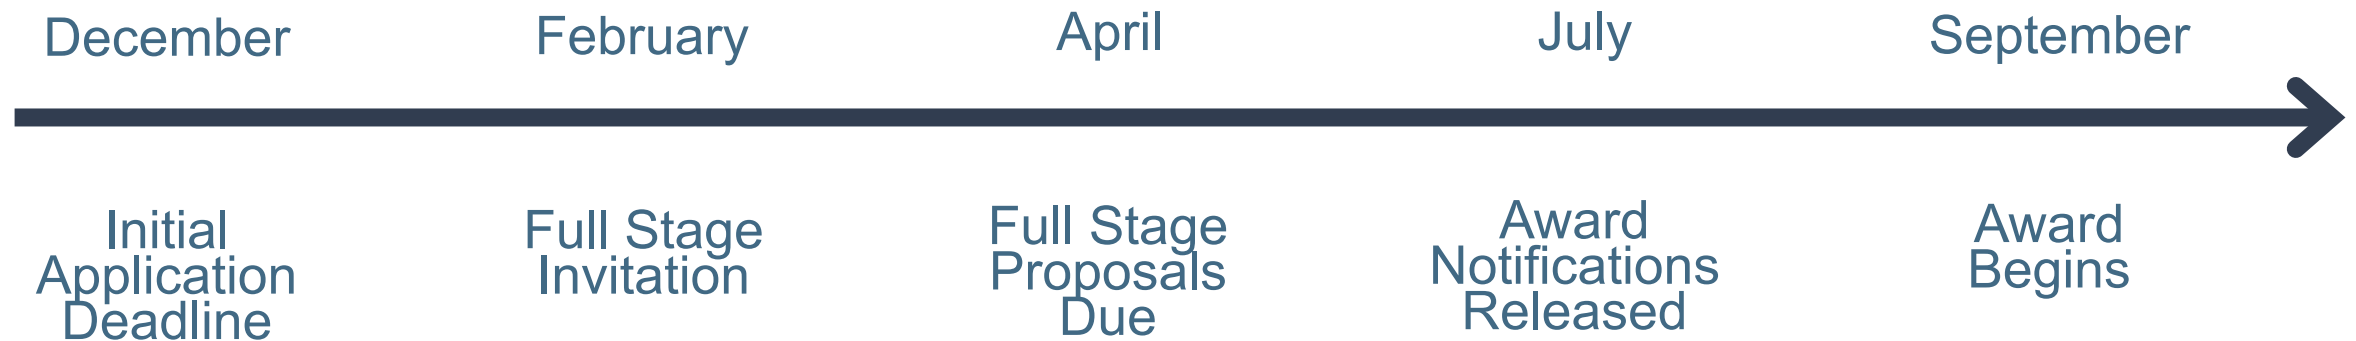 December
February
April
July
September
Initial
Application
Deadline
Full Stage
Invitation
Full Stage
Proposals
Due
Award
Notifications
Released
Award
Begins